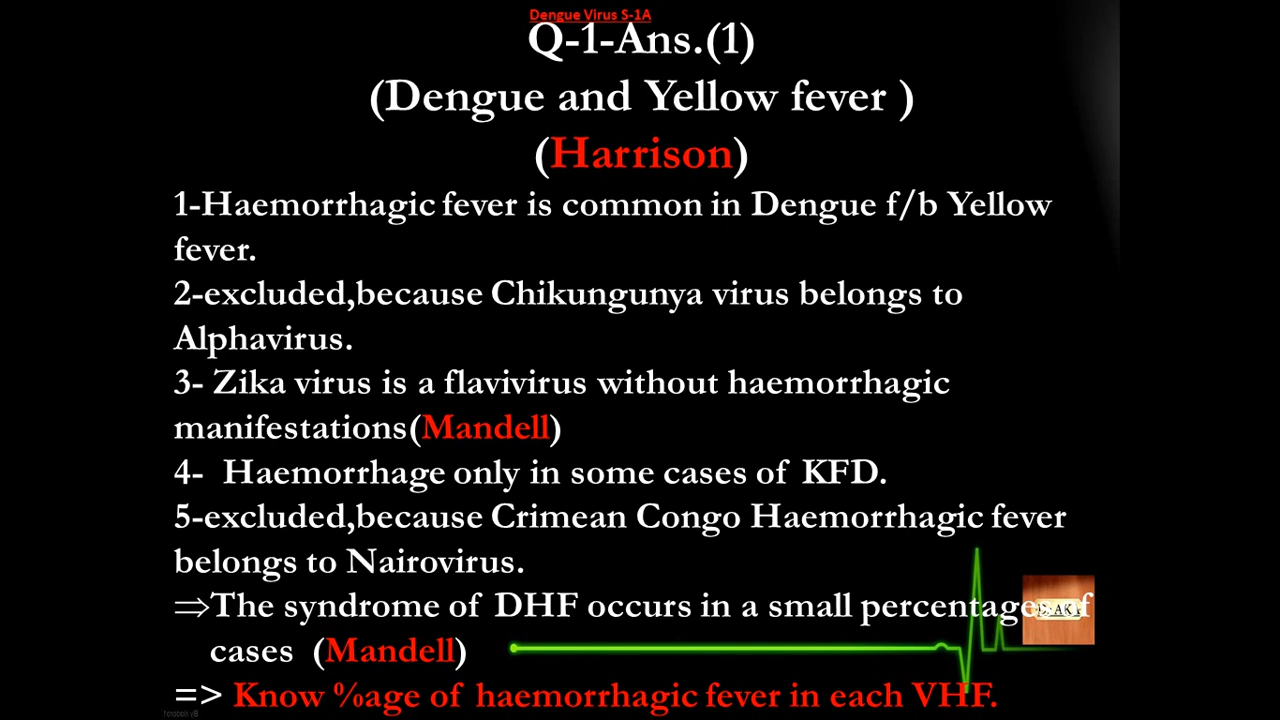 Dengue Virus S-1A
Q-1-Ans.(1)
(Dengue and Yellow fever )
(Harrison)
1-Haemorrhagic fever is common in Dengue f/b Yellow
fever.
2-excluded,because Chikungunya virus belongs to
Alphavirus.
3- Zika virus is a flavivirus without haemorrhagic
manifestations(Mandell)
4-  Haemorrhage only in some cases of KFD.
5-excluded,because Crimean Congo Haemorrhagic fever
belongs to Nairovirus.
⇒The syndrome of DHF occurs in a small percentages of
cases (Mandell)
=> Know %age of haemorrhagic fever in each VHF.